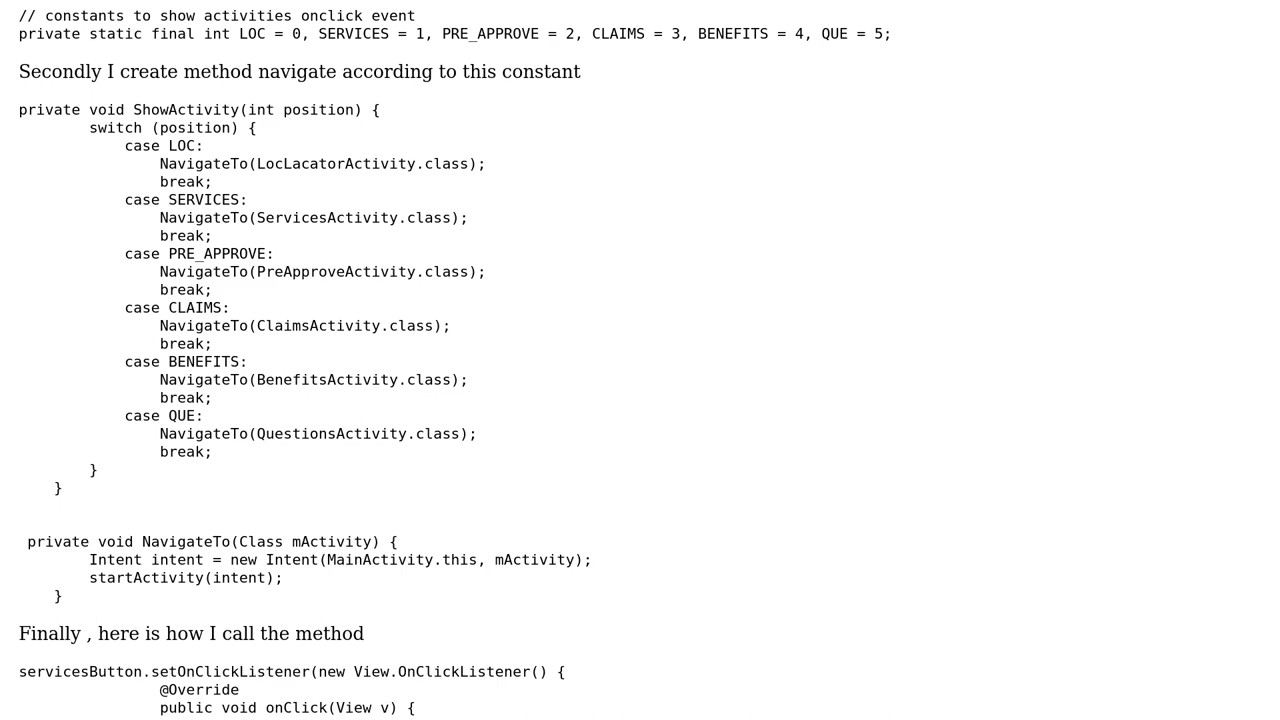 // constants to show activities onclick event
private static final int LOC = 0, SERVICES = 1, PRE_APPROVE = 2, CLAIMS = 3, BENEFITS = 4, QUE = 5;
Secondly I create method navigate according to this constant
private void ShowActivity(int position) {
        switch (position) {
            case LOC:
                NavigateTo(LocLacatorActivity.class);
                break;
            case SERVICES:
                NavigateTo(ServicesActivity.class);
                break;
            case PRE_APPROVE:
                NavigateTo(PreApproveActivity.class);
                break;
            case CLAIMS:
                NavigateTo(ClaimsActivity.class);
                break;
            case BENEFITS:
                NavigateTo(BenefitsActivity.class);
                break;
            case QUE:
                NavigateTo(QuestionsActivity.class);
                break;
        }
    }
 private void NavigateTo(Class mActivity) {
        Intent intent = new Intent(MainActivity.this, mActivity);
        startActivity(intent);
    }
Finally , here is how I call the method
servicesButton.setOnClickListener(new View.OnClickListener() {
                @Override
                public void onClick(View v) {